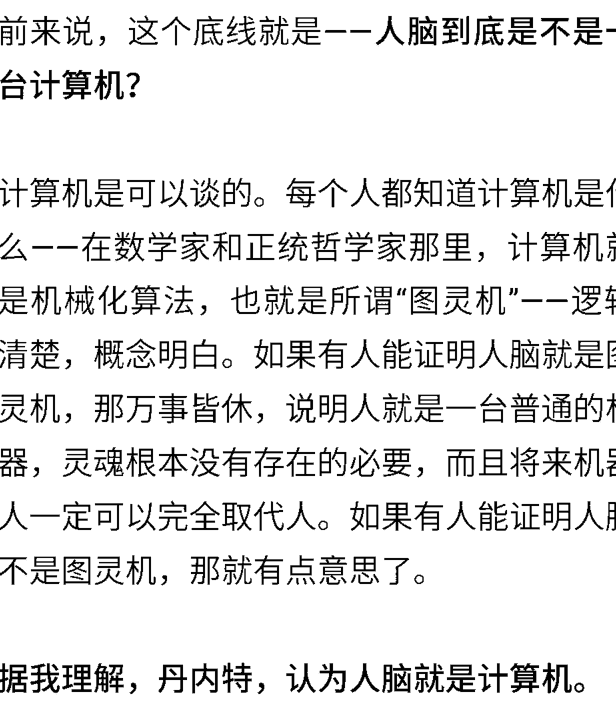 前来说，这个底线就是——人脑到底是不是一
台计算机？
计算机是可以谈的。每个人都知道计算机是什
么——在数学家和正统哲学家那里，计算机就
是机械化算法，也就是所谓“图灵机”——逻辑
清楚，概念明白。如果有人能证明人脑就是图
灵机，那万事皆休，说明人就是一台普通的机
器，灵魂根本没有存在的必要，而且将来机器
人一定可以完全取代人。如果有人能证明人脑
不是图灵机，那就有点意思了。
据我理解，丹内特，认为人脑就是计算机。